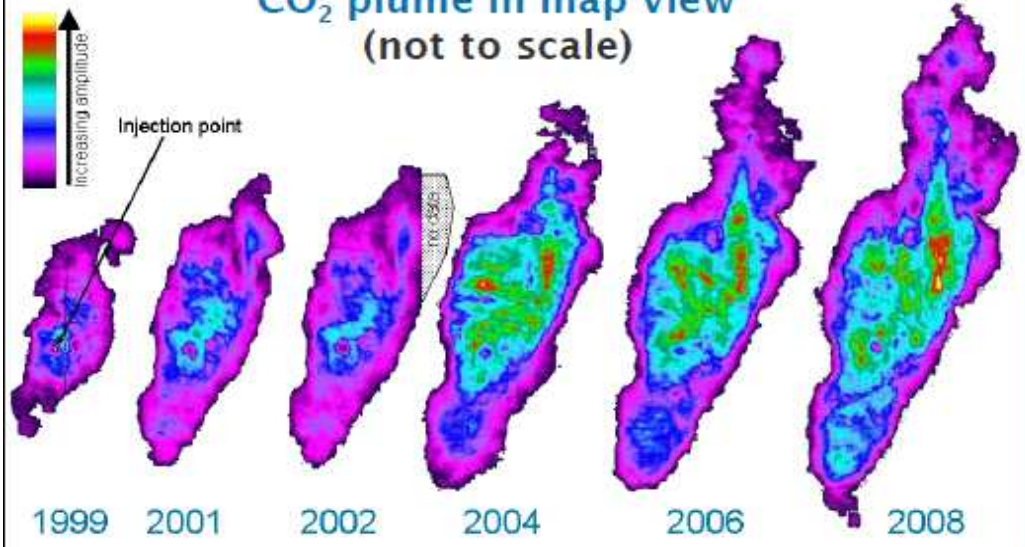 CO₂ plume in map view
(not to scale)
Increasing amplitude
Injection point
no data
1999 2001 2002 2004 2006 2008